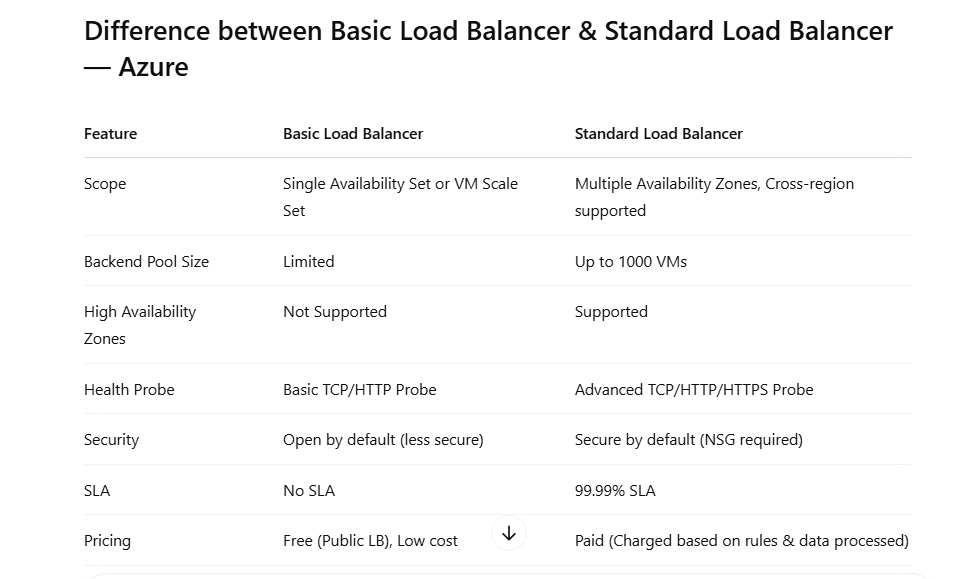 Difference between Basic Load Balancer & Standard Load Balancer
— Azure
Feature Basic Load Balancer Standard Load Balancer
Scope Single Availability Set or VM Scale Multiple Availability Zones, Cross-region
Set supported
Backend Pool Size Limited Up to 1000 VMs
High Availability Not Supported Supported
Zones
Health Probe Basic TCP/HTTP Probe Advanced TCP/HTTP/HTTPS Probe
Security Open by default (less secure) Secure by default (NSG required)
SLA No SLA 99.99% SLA
Pricing Free (Public LB), Low cost Paid (Charged based on rules & data processed)